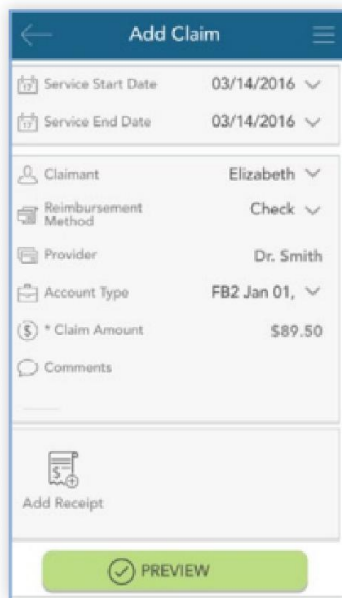 Add Claim
Service Start Date 03/14/2016
Service End Date 03/14/2016
Claimant Elizabeth
Reimbursement
Method Check
Provider Dr. Smith
Account Type FB2 Jan 01,
* Claim Amount $89.50
Comments
Add Receipt
PREVIEW